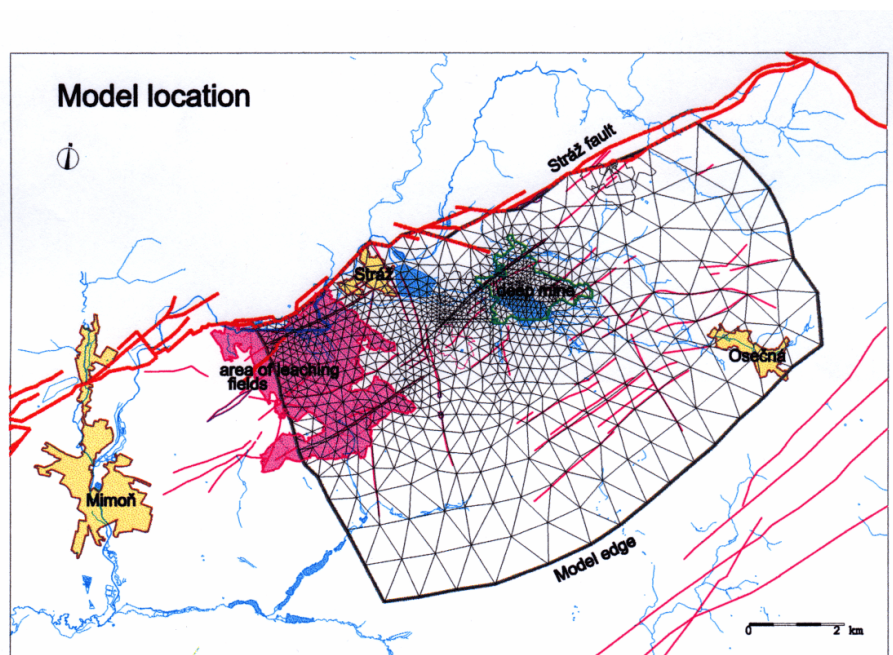 Model location
Stráž fault
Stráž
deep mine
area of leaching
fields
Osečná
Mimoň
Model edge
0 2 km